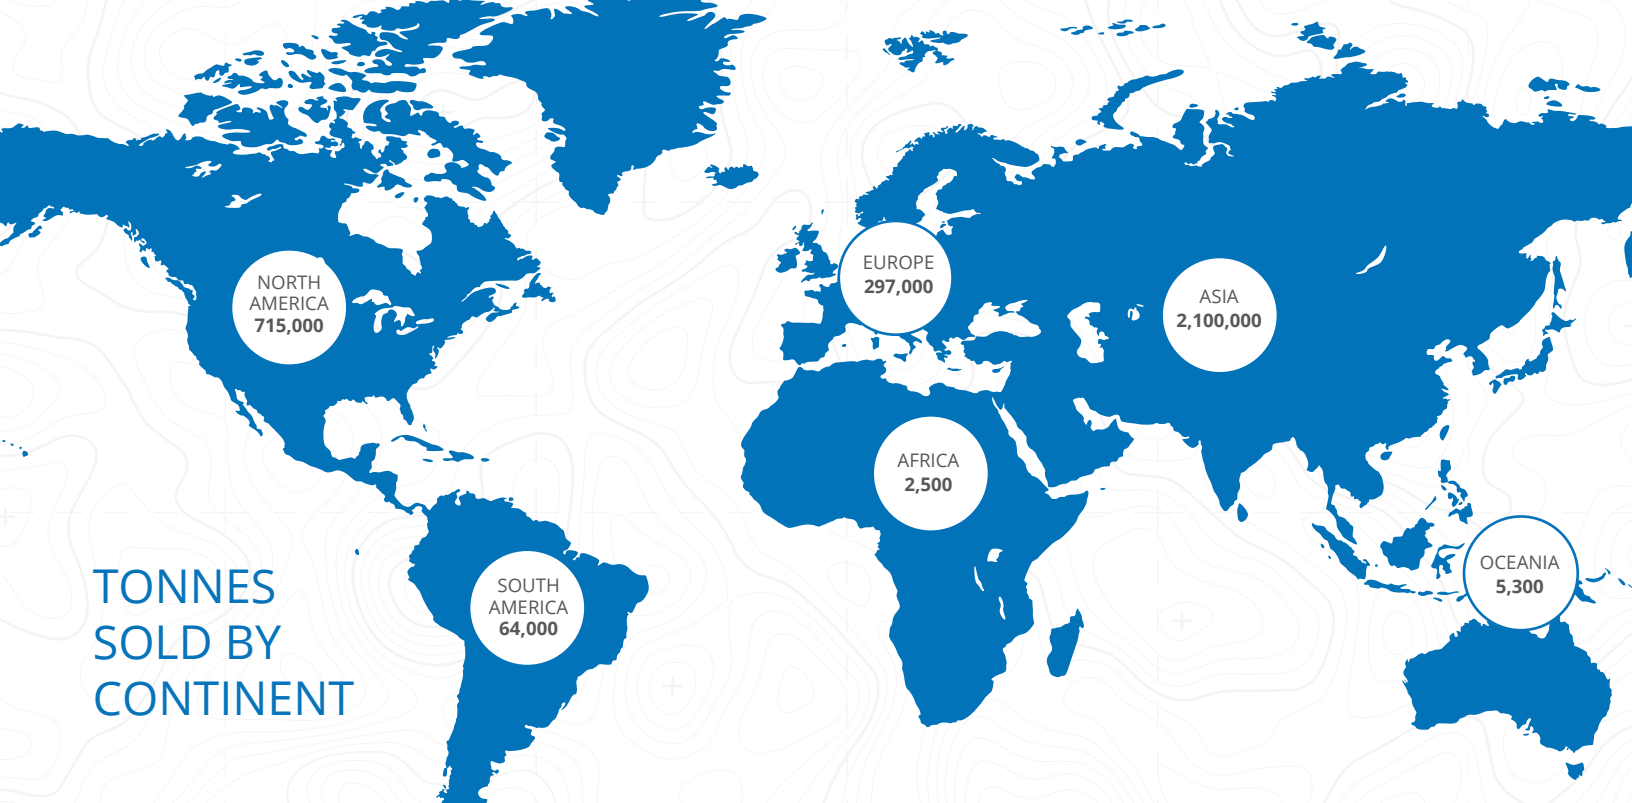 NORTH
AMERICA
715,000
EUROPE
297,000
ASIA
2,100,000
AFRICA
2,500
SOUTH
AMERICA
64,000
OCEANIA
5,300
TONNES
SOLD BY
CONTINENT